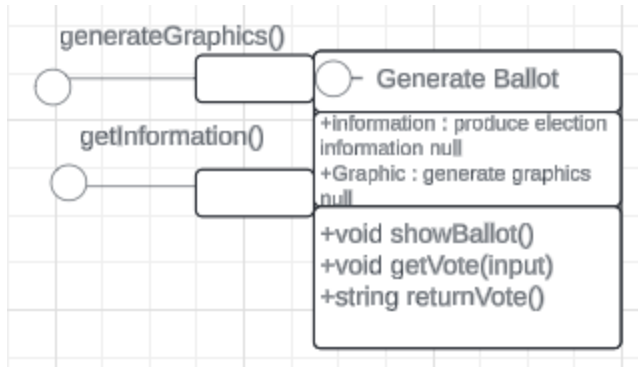 generateGraphics()
Generate Ballot
getInformation()
+information : produce election
information null
+Graphic : generate graphics
null
+void showBallot()
+void getVote(input)
+string returnVote()